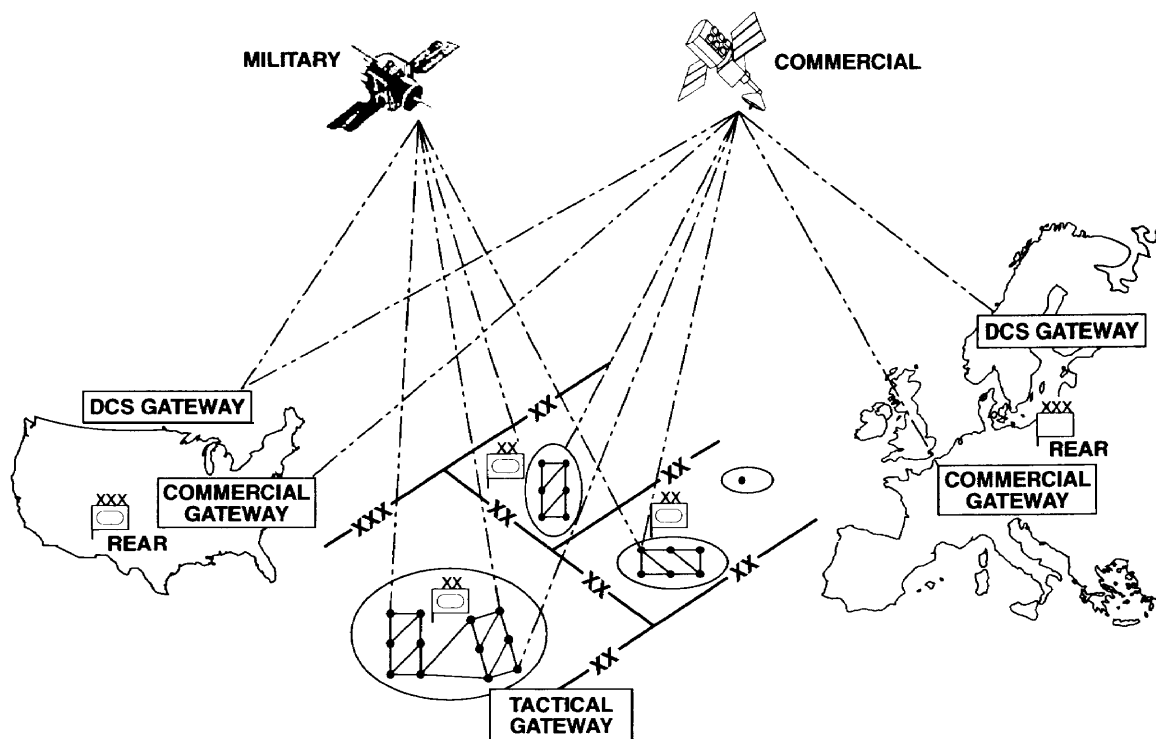 MILITARY
COMMERCIAL
DCS GATEWAY
DCS GATEWAY
XX
XXX
REAR
XX
XX
COMMERCIAL
GATEWAY
XXX
REAR
COMMERCIAL
GATEWAY
XXX
XX
XX
XX
XX
XX
XX
TACTICAL
GATEWAY